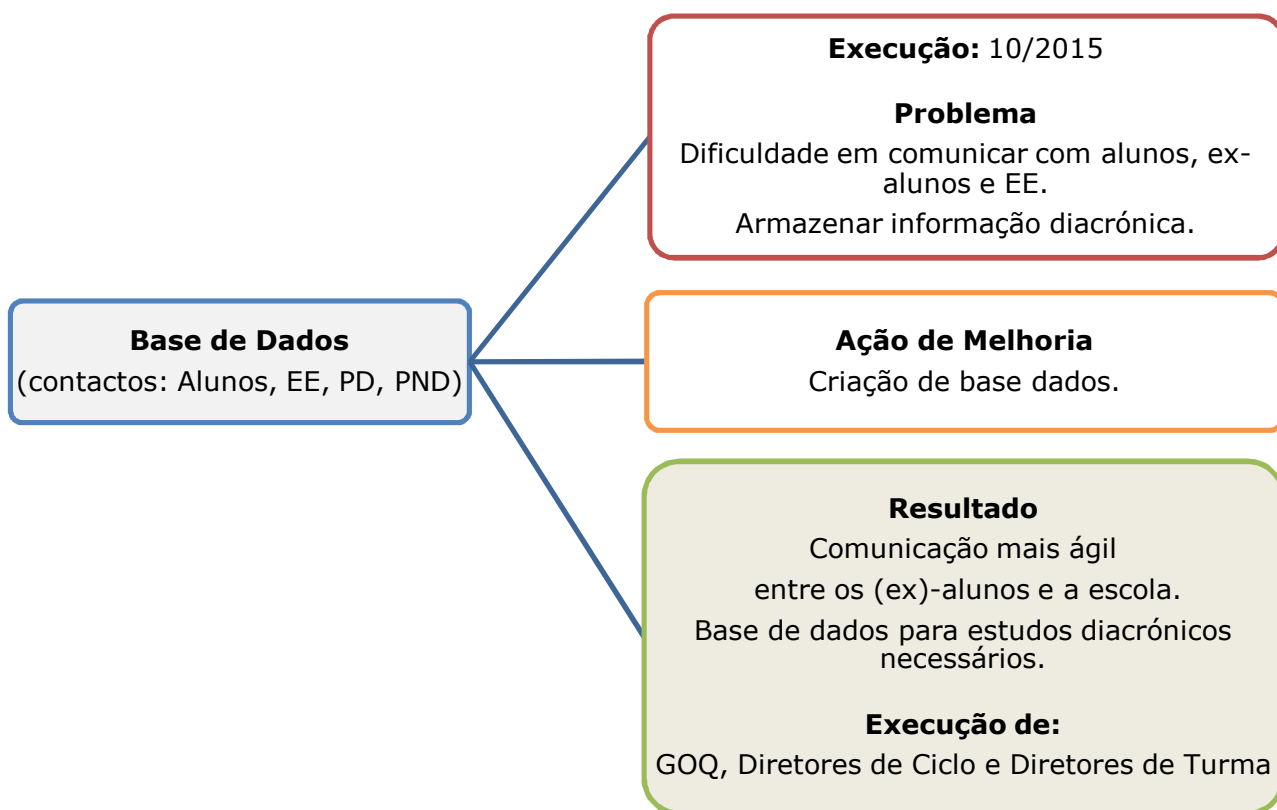 Base de Dados
(contactos: Alunos, EE, PD, PND)
Execução: 10/2015
Problema
Dificuldade em comunicar com alunos, ex-
alunos e EE.
Armazenar informação diacrónica.
Ação de Melhoria
Criação de base dados.
Resultado
Comunicação mais ágil
entre os (ex)-alunos e a escola.
Base de dados para estudos diacrónicos
necessários.
Execução de:
GOQ, Diretores de Ciclo e Diretores de Turma